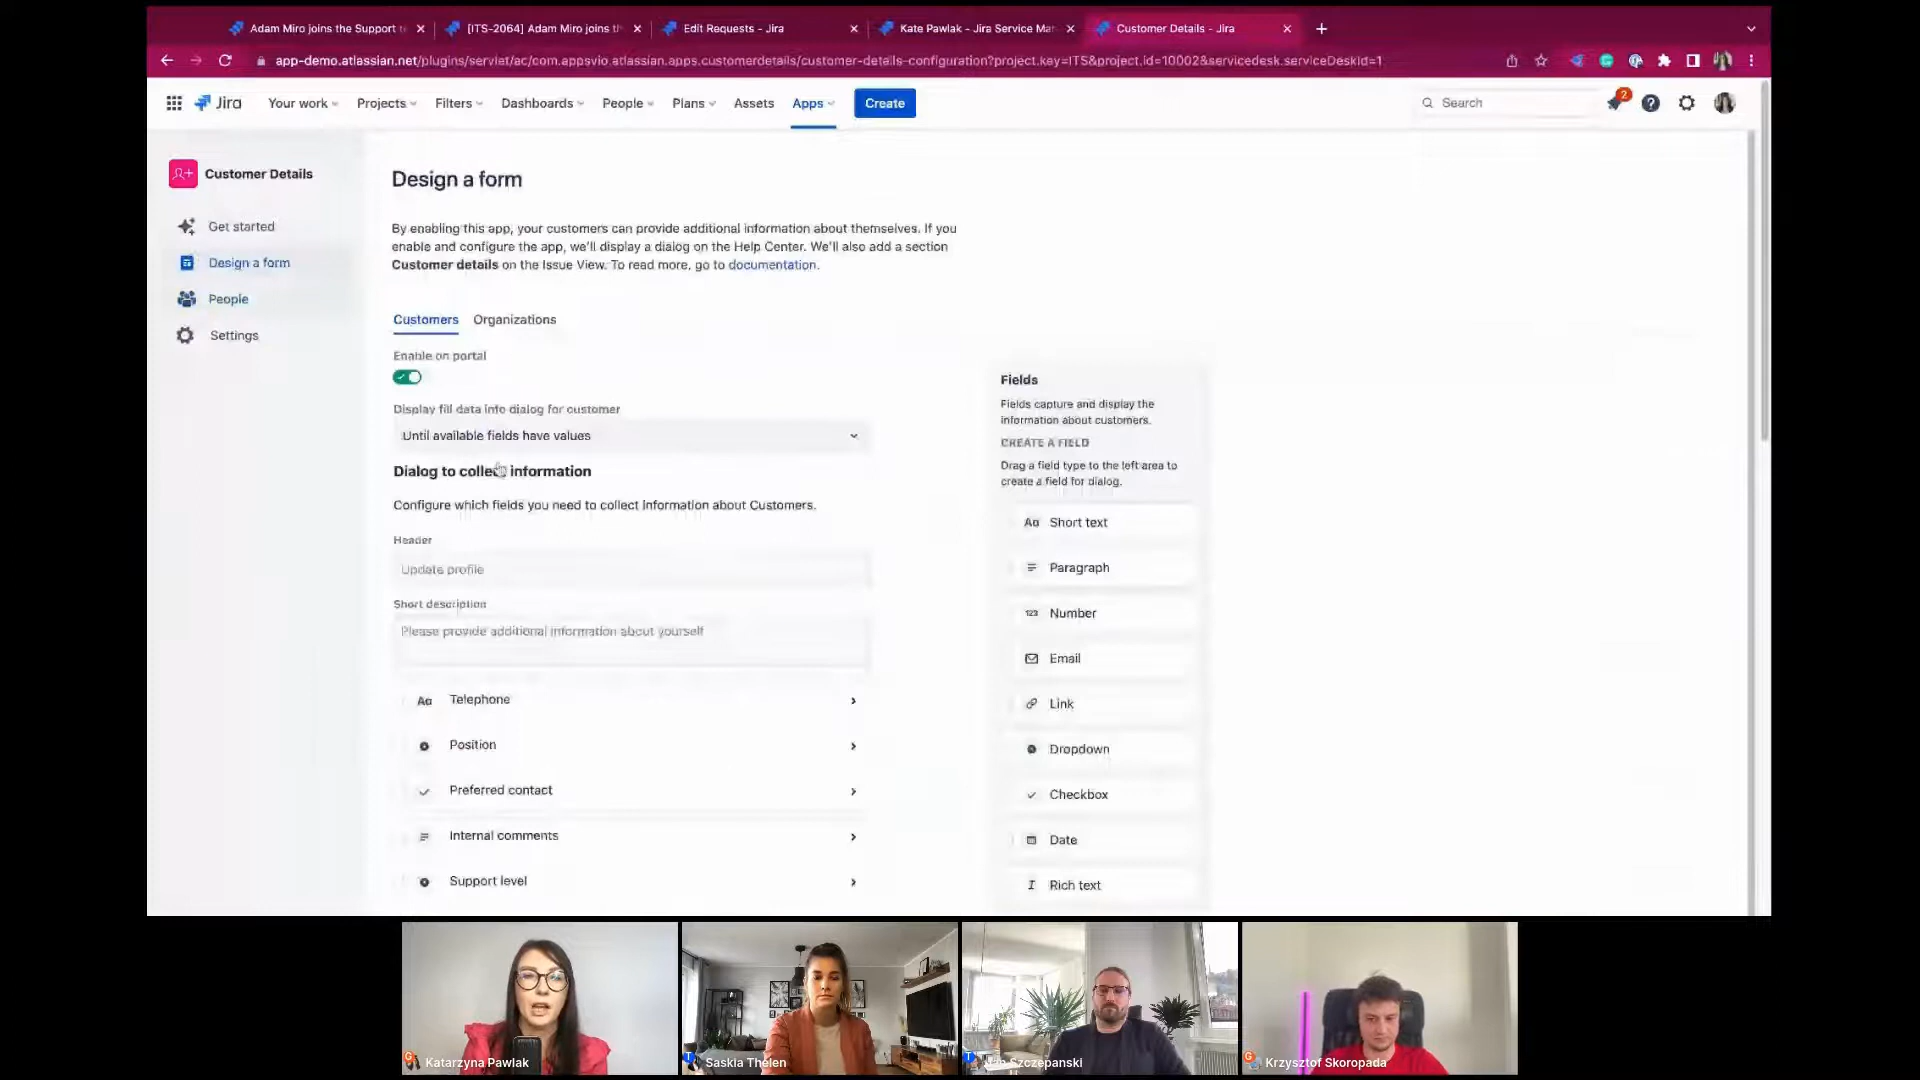 Adam Miro joins the Support t
[ITS-2064] Adam Miro joins th
Edit Requests - Jira
Kate Pawlak - Jira Service Man
Customer Details - Jira
app-demo.atlassian.net/plugins/servlet/ac/com.appsvio.atlassian.apps.customerdetails/customer-details-configuration?project.key=ITS&project.id=10002&servicedesk.serviceDeskId=1
Jira
Your work
Projects
Filters
Dashboards
People
Plans
Assets
Apps
Create
Search
2
Customer Details
Get started
Design a form
People
Settings
Design a form
By enabling this app, your customers can provide additional information about themselves. If you
enable and configure the app, we'll display a dialog on the Help Center. We'll also add a section
Customer details on the Issue View. To read more, go to documentation.
Customers
Organizations
Enable on portal
Display fill data into dialog for customer
Until available fields have values
Dialog to collect information
Configure which fields you need to collect information about Customers.
Header
Update profile
Short description
Please provide additional information about yourself
Aa Telephone
Position
Preferred contact
Internal comments
Support level
Fields
Fields capture and display the
information about customers.
CREATE A FIELD
Drag a field type to the left area to
create a field for dialog.
Aa Short text
Paragraph
123 Number
Email
Link
Dropdown
Checkbox
Date
I Rich text
Katarzyna Pawlak
Saskia Thelen
Szczepanski
Krzysztof Skoropada